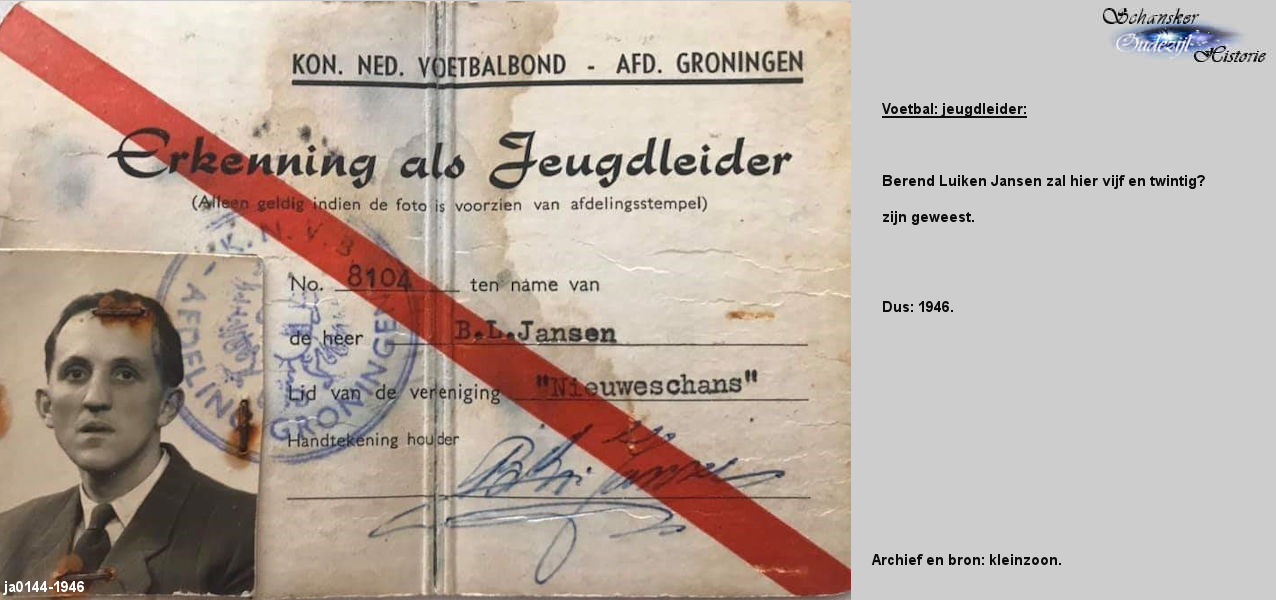 KON. NED. VOETBALBOND - AFD. GRONINGEN
Erkenning als Jeugdleider
(Alleen geldig indien de foto is voorzien van afdelingsstempel)
K.N.V.B.
- AFDELING GRONINGEN
No. 8104 ten name van
de heer B.L.Jansen
Lid van de vereniging "Nieuweschans"
Handtekening houder
Jansen
ja0144-1946
Schansker
Oudezijl
Historie
Voetbal: jeugdleider:
Berend Luiken Jansen zal hier vijf en twintig?
zijn geweest.
Dus: 1946.
Archief en bron: kleinzoon.